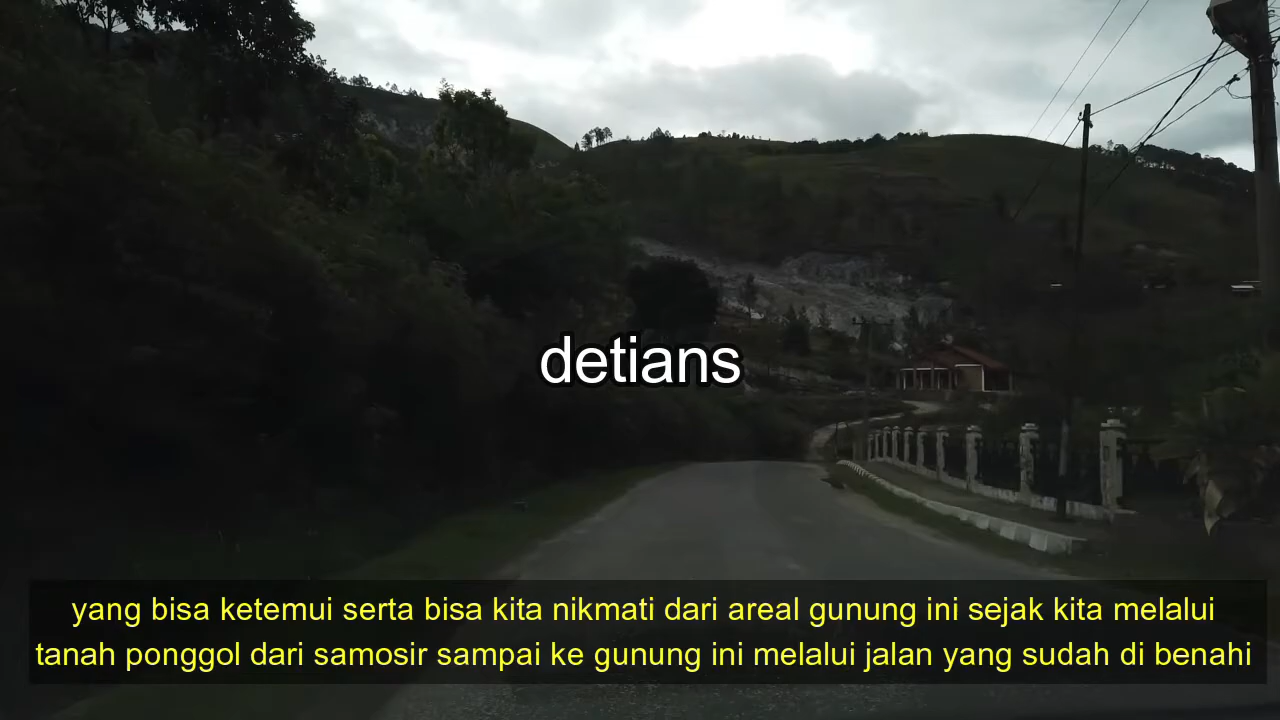 detians
yang bisa ketemui serta bisa kita nikmati dari areal gunung ini sejak kita melalui
tanah ponggol dari samosir sampai ke gunung ini melalui jalan yang sudah di benahi